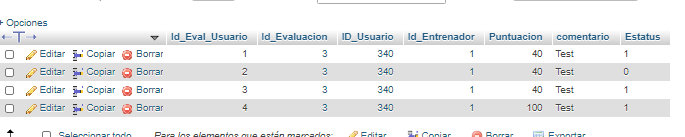 + Opciones
←T→ Id_Eval_Usuario Id_Evaluacion ID_Usuario Id_Entrenador Puntuacion comentario Estatus
Editar Copiar Borrar 1 3 340 1 40 Test 1
Editar Copiar Borrar 2 3 340 1 40 Test 0
Editar Copiar Borrar 3 3 340 1 40 Test 1
Editar Copiar Borrar 4 3 340 1 100 Test 1
Seleccionar todo Para los elementos que están marcados: Editar Copiar Borrar Exportar